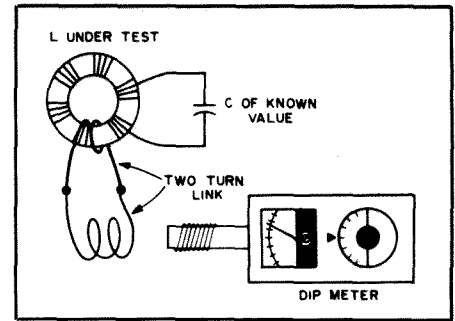 L UNDER TEST
C OF KNOWN
VALUE
TWO TURN
LINK
DIP METER